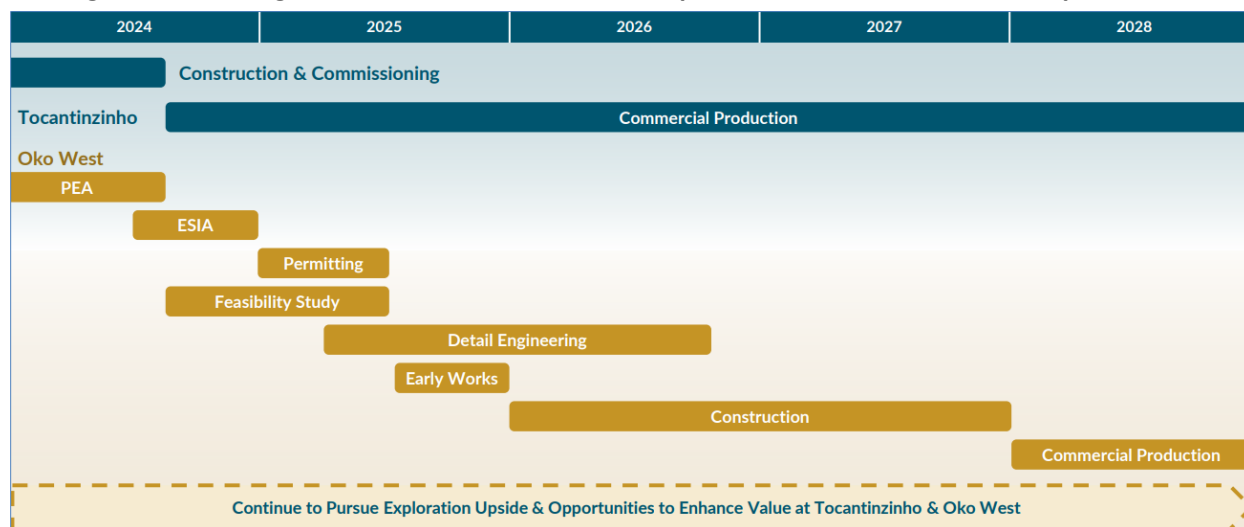 2024 2025 2026 2027 2028
Construction & Commissioning
Tocantinzinho Commercial Production
Oko West
PEA
ESIA
Permitting
Feasibility Study
Detail Engineering
Early Works
Construction
Commercial Production
Continue to Pursue Exploration Upside & Opportunities to Enhance Value at Tocantinzinho & Oko West